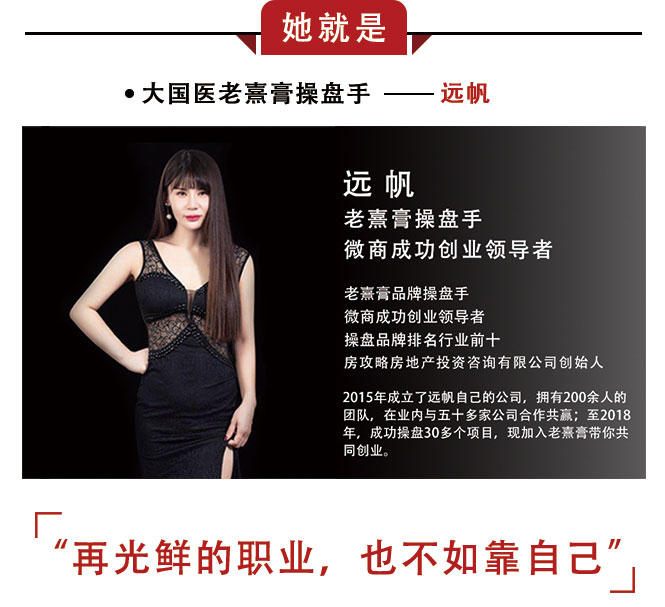 她就是
•大国医老熹膏操盘手 ——远帆
远 帆
老熹膏操盘手
微商成功创业领导者
老熹膏品牌操盘手
微商成功创业领导者
操盘品牌排名行业前十
房攻略房地产投资咨询有限公司创始人
2015年成立了远帆自己的公司，拥有200余人的
团队，在业内与五十多家公司合作共赢；至2018
年，成功操盘30多个项目，现加入老熹膏带你共
同创业。
“再光鲜的职业，也不如靠自己”